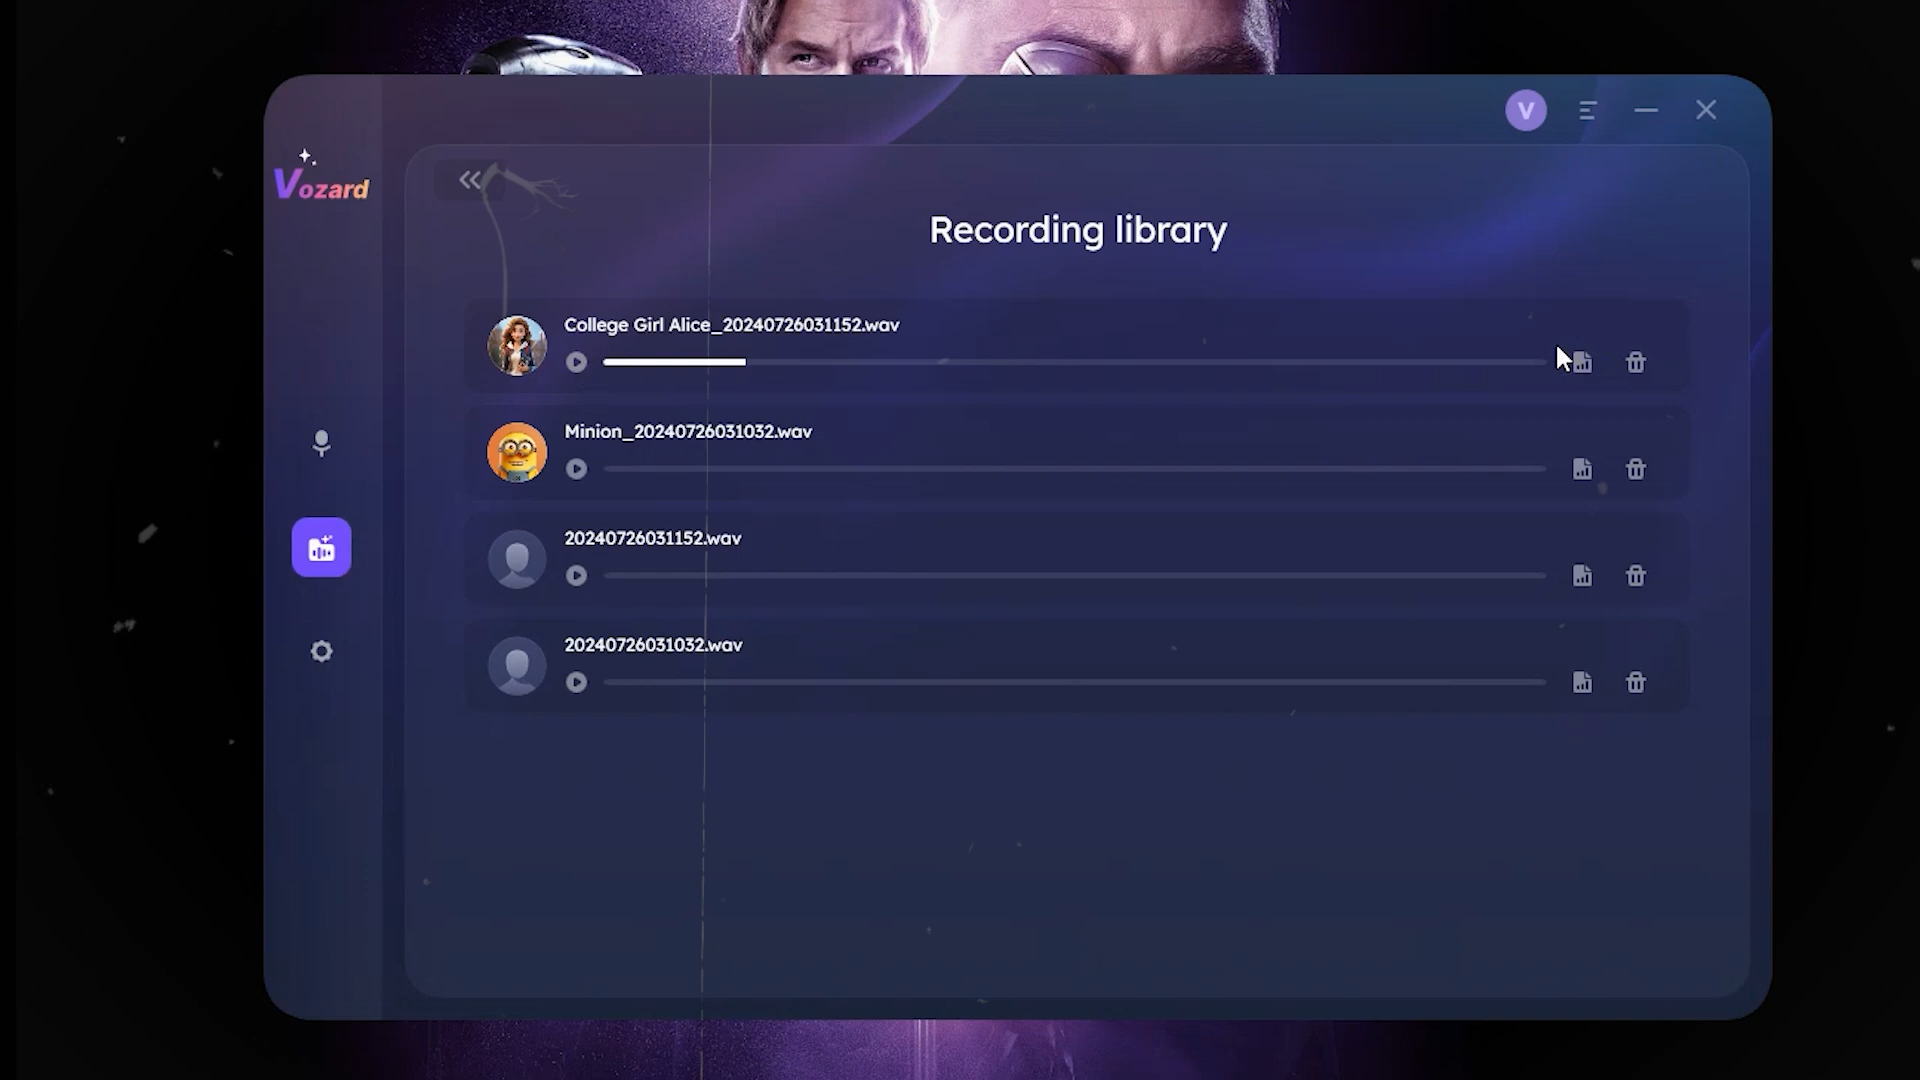 V
Vozard
Recording library
College Girl Alice_20240726031152.wav
Minion_20240726031032.wav
20240726031152.wav
20240726031032.wav